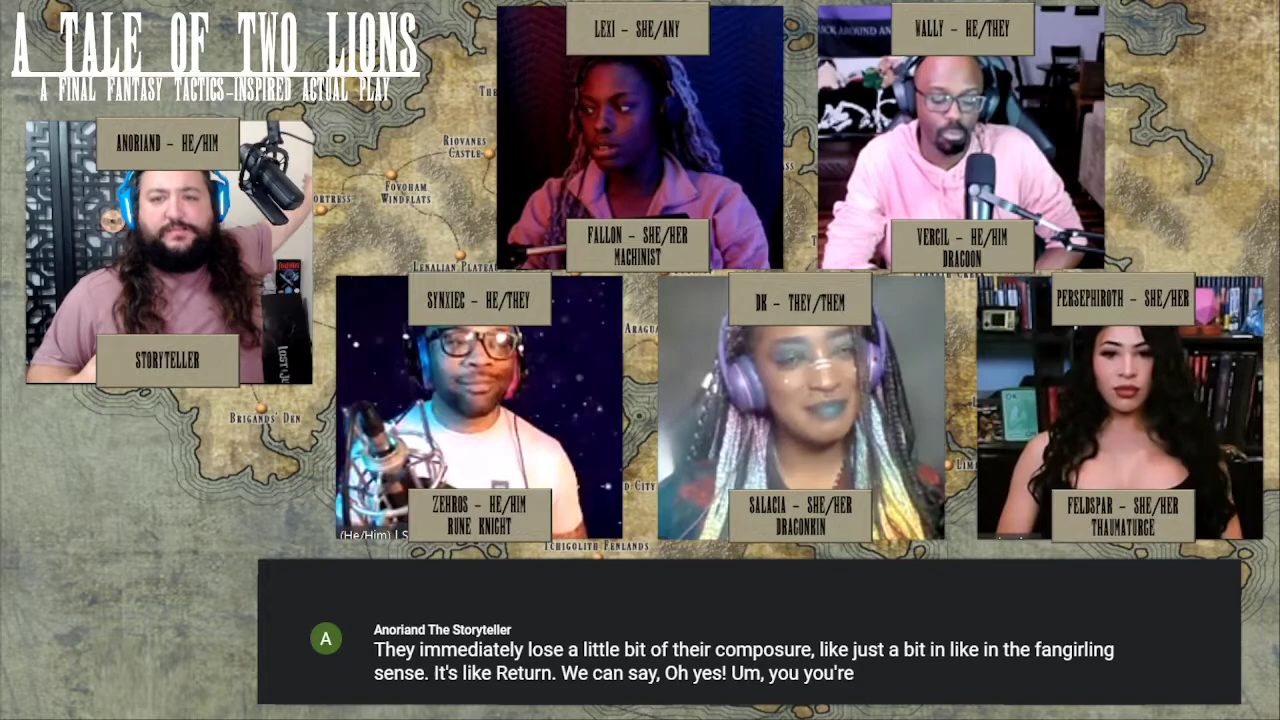 A TALE OF TWO LIONS
A FINAL FANTASY TACTICS-INSPIRED ACTUAL PLAY
LEXI - SHE/ANY
WALLY - HE/THEY
ANORIAND - HE/HIM
STORYTELLER
FALLON - SHE/HER
MACHINIST
VERGIL - HE/HIM
DRAGOON
RIOVANES
CASTLE
FOVOHAM
WINDFLATS
LENALIAN PLATEAU
SYNXIEC - HE/THEY
DK - THEY/THEM
PERSEPHIROTH - SHE/HER
BRIGANDS' DEN
ZEHROS - HE/HIM
RUNE KNIGHT
SALACIA - SHE/HER
DRAGONKIN
FELDSPAR - SHE/HER
THAUMATURGE
(He/Him) | S
TCHIGOLITH FENLANDS
A
Anoriand The Storyteller
They immediately lose a little bit of their composure, like just a bit in like in the fangirling
sense. It's like Return. We can say, Oh yes! Um, you you're